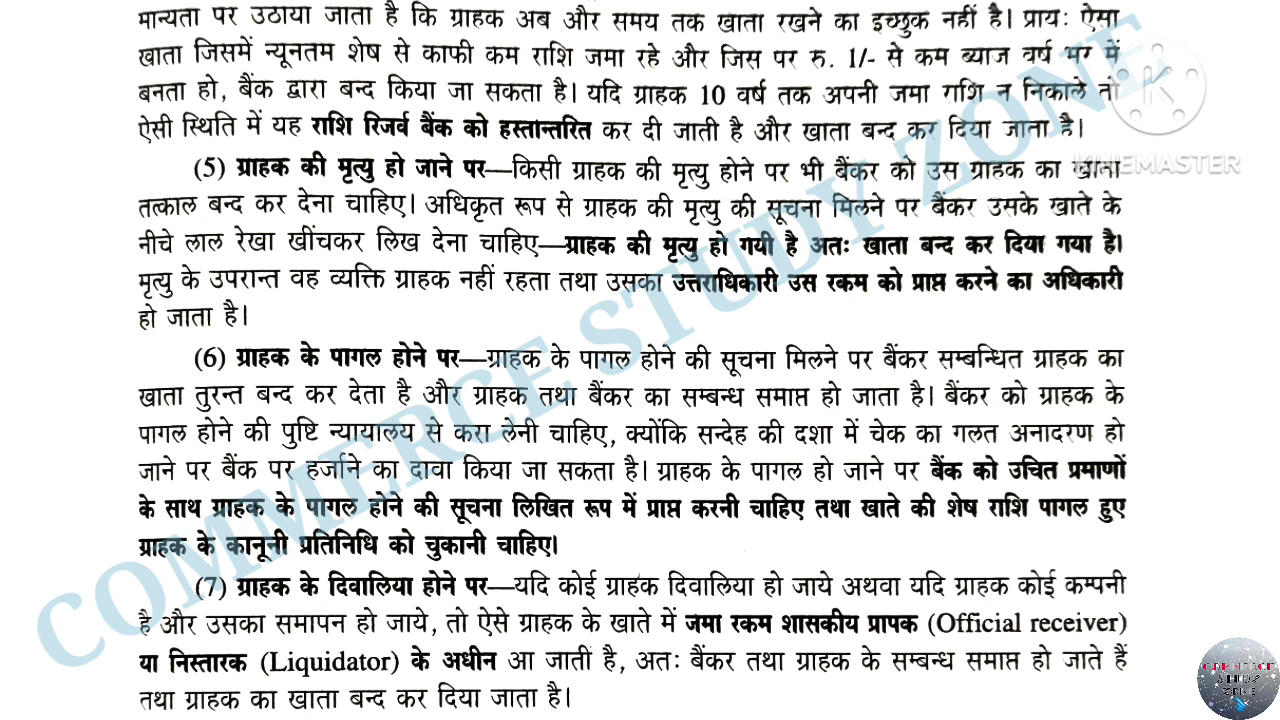 मान्यता पर उठाया जाता है कि ग्राहक अब और समय तक खाता रखने का इच्छुक नहीं है। प्रायः ऐसा
खाता जिसमें न्यूनतम शेष से काफी कम राशि जमा रहे और जिस पर रु. 1/- से कम ब्याज वर्ष भर में
बनता हो, बैंक द्वारा बन्द किया जा सकता है। यदि ग्राहक 10 वर्ष तक अपनी जमा राशि न निकाले तो
ऐसी स्थिति में यह राशि रिजर्व बैंक को हस्तान्तरित कर दी जाती है और खाता बन्द कर दिया जाता है।
KINEMASTER
(5) ग्राहक की मृत्यु हो जाने पर—किसी ग्राहक की मृत्यु होने पर भी बैंकर को उस ग्राहक का खाता
तत्काल बन्द कर देना चाहिए। अधिकृत रूप से ग्राहक की मृत्यु की सूचना मिलने पर बैंकर उसके खाते के
नीचे लाल रेखा खींचकर लिख देना चाहिए—ग्राहक की मृत्यु हो गयी है अतः खाता बन्द कर दिया गया है।
मृत्यु के उपरान्त वह व्यक्ति ग्राहक नहीं रहता तथा उसका उत्तराधिकारी उस रकम को प्राप्त करने का अधिकारी
हो जाता है।
(6) ग्राहक के पागल होने पर—ग्राहक के पागल होने की सूचना मिलने पर बैंकर सम्बन्धित ग्राहक का
खाता तुरन्त बन्द कर देता है और ग्राहक तथा बैंकर का सम्बन्ध समाप्त हो जाता है। बैंकर को ग्राहक के
पागल होने की पुष्टि न्यायालय से करा लेनी चाहिए, क्योंकि सन्देह की दशा में चेक का गलत अनादरण हो
जाने पर बैंक पर हर्जाने का दावा किया जा सकता है। ग्राहक के पागल हो जाने पर बैंक को उचित प्रमाणों
के साथ ग्राहक के पागल होने की सूचना लिखित रूप में प्राप्त करनी चाहिए तथा खाते की शेष राशि पागल हुए
ग्राहक के कानूनी प्रतिनिधि को चुकानी चाहिए।
(7) ग्राहक के दिवालिया होने पर—यदि कोई ग्राहक दिवालिया हो जाये अथवा यदि ग्राहक कोई कम्पनी
है और उसका समापन हो जाये, तो ऐसे ग्राहक के खाते में जमा रकम शासकीय प्रापक (Official receiver)
या निस्तारक (Liquidator) के अधीन आ जाती है, अतः बैंकर तथा ग्राहक के सम्बन्ध समाप्त हो जाते हैं
तथा ग्राहक का खाता बन्द कर दिया जाता है।
COMMERCE STUDY ZONE
COMMERCE
STUDY
ZONE